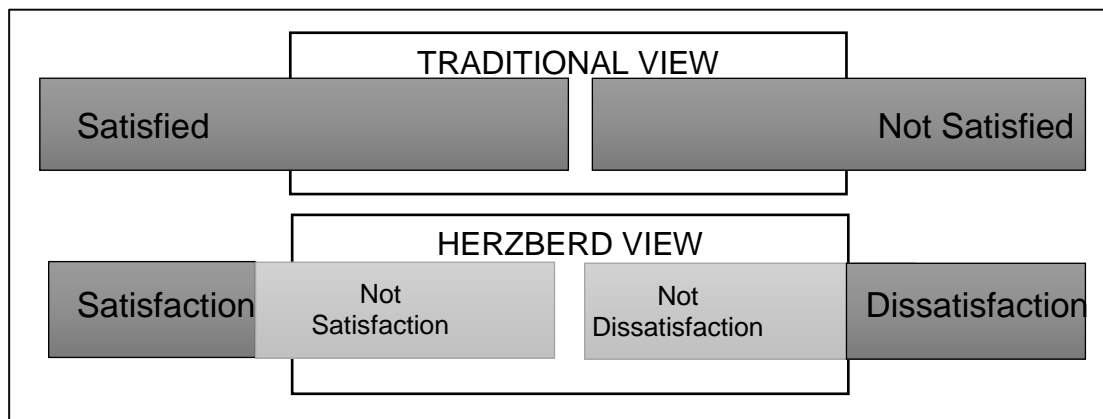 TRADITIONAL VIEW
Satisfied
Not Satisfied
HERZBERD VIEW
Satisfaction
Not
Satisfaction
Not
Dissatisfaction
Dissatisfaction